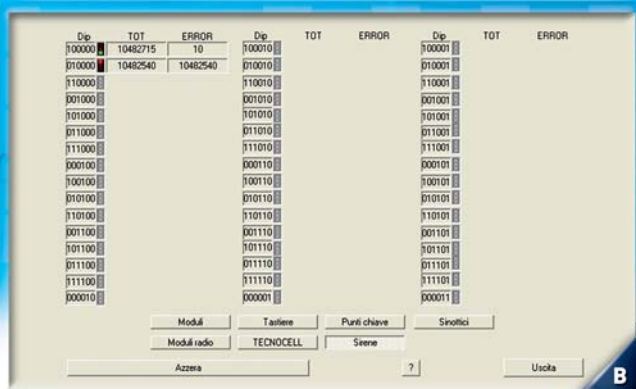 Dip TOT ERROR Dip TOT ERROR Dip TOT ERROR
100000 10482715 10 100010 100001
010000 10482540 10482540 010010 010001
110000 110010 110001
001000 001010 001001
101000 101010 101001
011000 011010 011001
111000 111010 111001
000100 000110 000101
100100 100110 100101
010100 010110 010101
110100 110110 110101
001100 001110 001101
101100 101110 101101
011100 011110 011101
111100 111110 111101
000010 000001 000011
Moduli Tastiere Punti chiave Sinottici
Moduli radio TECNOCELL Sirene
Azzera ? Uscita
B